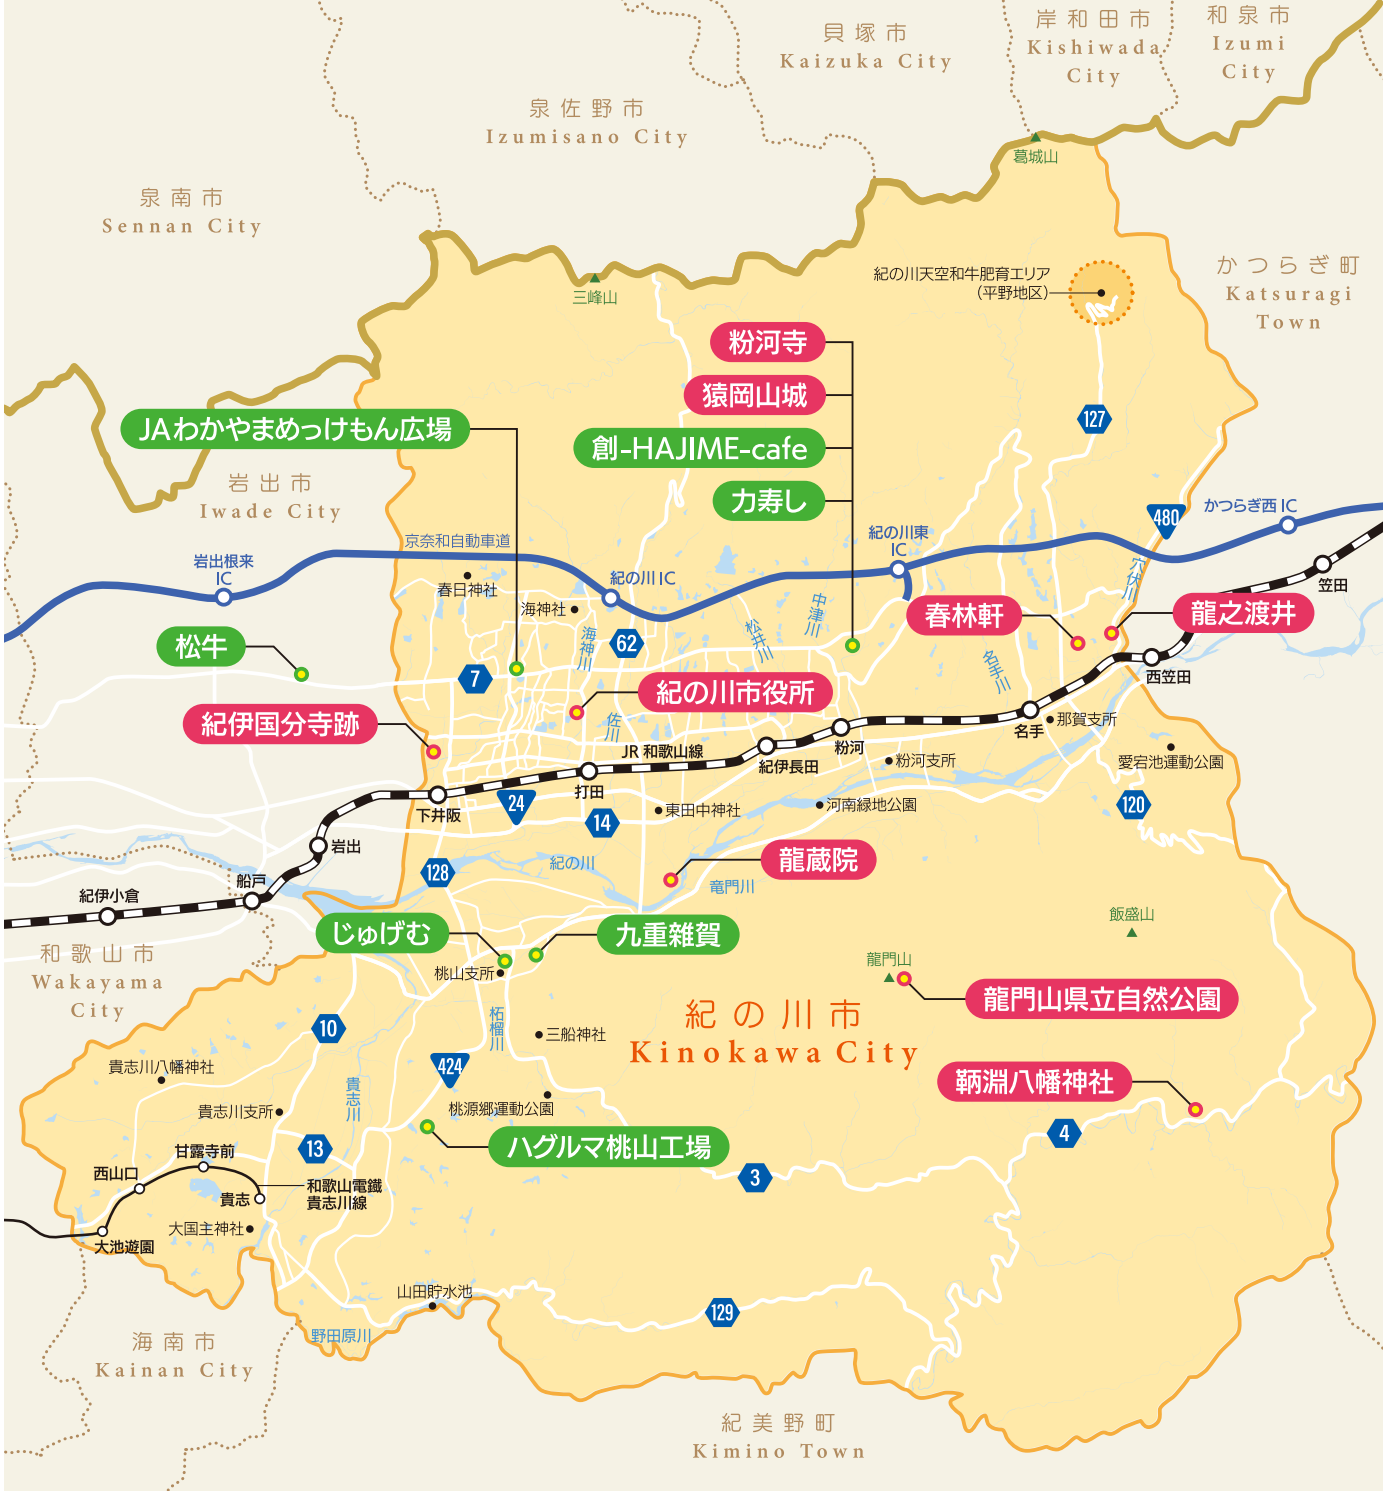 岸和田市
Kishiwada
City
和泉市
Izumi
City
貝塚市
Kaizuka City
泉佐野市
Izumisano City
葛城山
泉南市
Sennan City
紀の川天空和牛肥育エリア
(平野地区)
かつらぎ町
Katsuragi
Town
三峰山
粉河寺
猿岡山城
127
JAわかやまめっけもん広場
創-HAJIME-cafe
力寿し
岩出市
Iwade City
480
かつらぎ西 IC
京奈和自動車道
紀の川東
IC
岩出根来
IC
紀の川 IC
春日神社
海神社
穴伏川
笠田
中津川
春林軒
龍之渡井
松井川
海神川
62
松牛
名手川
西笠田
7
紀の川市役所
紀伊国分寺跡
佐川
JR 和歌山線
那賀支所
名手
粉河
紀伊長田
粉河支所
愛宕池運動公園
打田
24
下井阪
14
東田中神社
河南緑地公園
120
岩出
128
紀の川
龍蔵院
竜門川
船戸
紀伊小倉
飯盛山
じゅげむ
九重雑賀
和歌山市
Wakayama
City
桃山支所
龍門山
龍門山県立自然公園
紀の川市
Kinokawa City
10
柘榴川
三船神社
424
貴志川八幡神社
鞆淵八幡神社
貴志川
貴志川支所
桃源郷運動公園
13
ハグルマ桃山工場
4
甘露寺前
西山口
3
和歌山電鐵
貴志川線
貴志
大国主神社
大池遊園
山田貯水池
129
野田原川
海南市
Kainan City
紀美野町
Kimino Town